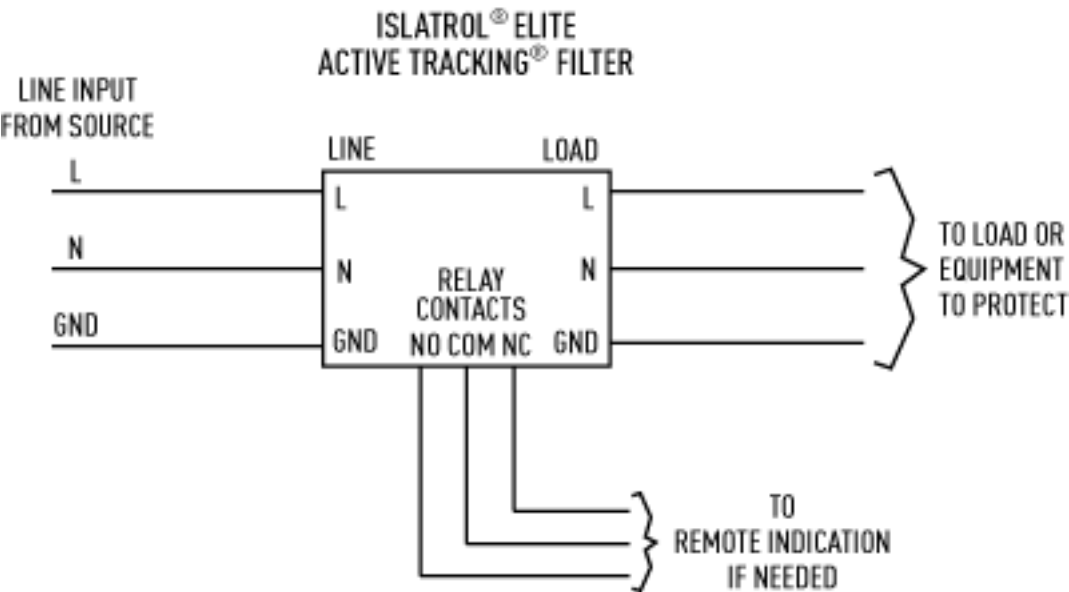 ISLATROL® ELITE
ACTIVE TRACKING® FILTER
LINE INPUT
FROM SOURCE
LINE
LOAD
L
L
L
N
N
N
RELAY
CONTACTS
GND
GND
NO COM NC
GND
TO LOAD OR
EQUIPMENT
TO PROTECT
TO
REMOTE INDICATION
IF NEEDED